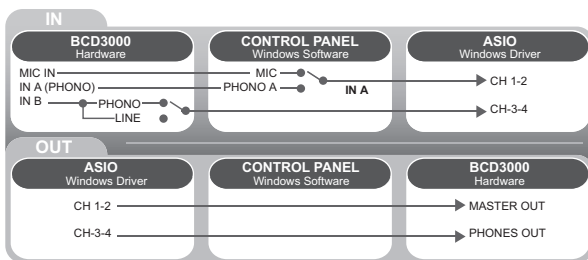 IN
BCD3000
Hardware
CONTROL PANEL
Windows Software
ASIO
Windows Driver
MIC IN
MIC
IN A (PHONO)
PHONO A
IN A
CH 1-2
IN B
PHONO
LINE
CH-3-4
OUT
ASIO
Windows Driver
CONTROL PANEL
Windows Software
BCD3000
Hardware
CH 1-2
MASTER OUT
CH-3-4
PHONES OUT